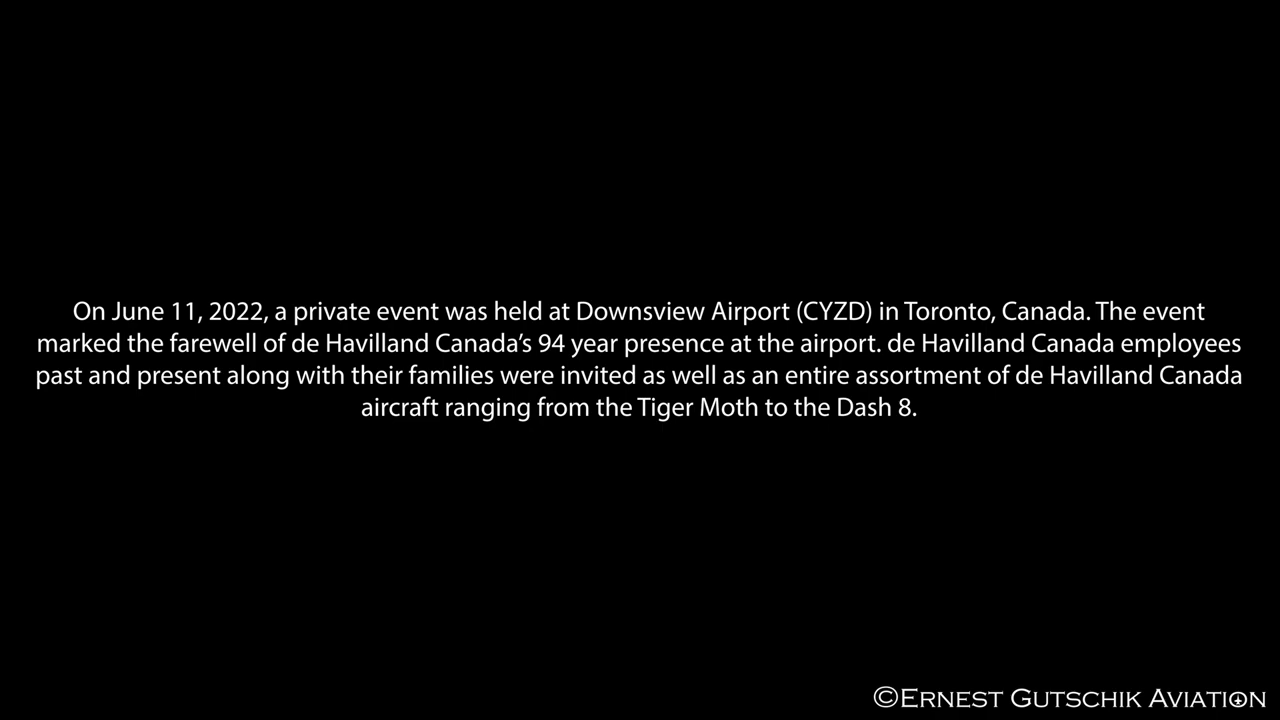 On June 11, 2022, a private event was held at Downsview Airport (CYZD) in Toronto, Canada. The event
marked the farewell of de Havilland Canada’s 94 year presence at the airport. de Havilland Canada employees
past and present along with their families were invited as well as an entire assortment of de Havilland Canada
aircraft ranging from the Tiger Moth to the Dash 8.
©Ernest Gutschik Aviation